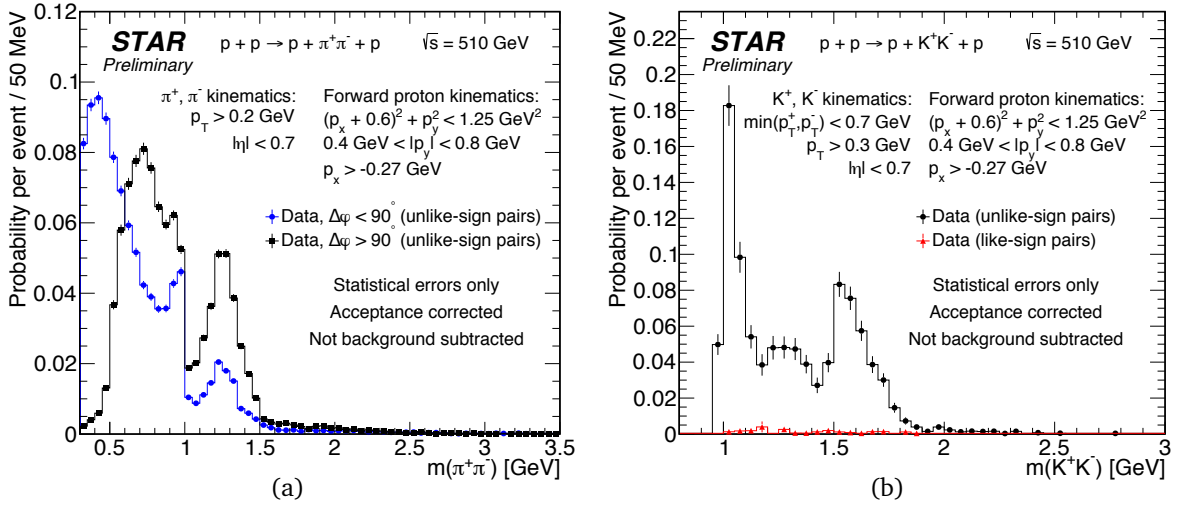 STAR
Preliminary
p + p → p + π⁺π⁻ + p
√s = 510 GeV
π⁺, π⁻ kinematics:
p_T > 0.2 GeV
|η| < 0.7
Forward proton kinematics:
(p_x + 0.6)² + p_y² < 1.25 GeV²
0.4 GeV < |p_y| < 0.8 GeV
p_x > -0.27 GeV
Data, Δφ < 90° (unlike-sign pairs)
Data, Δφ > 90° (unlike-sign pairs)
Statistical errors only
Acceptance corrected
Not background subtracted
Probability per event / 50 MeV
0.12
0.1
0.08
0.06
0.04
0.02
0
0.5 1 1.5 2 2.5 3 3.5
m(π⁺π⁻) [GeV]
(a)
STAR
Preliminary
p + p → p + K⁺K⁻ + p
√s = 510 GeV
K⁺, K⁻ kinematics:
min(p_T⁺,p_T⁻) < 0.7 GeV
p_T > 0.3 GeV
|η| < 0.7
Forward proton kinematics:
(p_x + 0.6)² + p_y² < 1.25 GeV²
0.4 GeV < |p_y| < 0.8 GeV
p_x > -0.27 GeV
Data (unlike-sign pairs)
Data (like-sign pairs)
Statistical errors only
Acceptance corrected
Not background subtracted
Probability per event / 50 MeV
0.22
0.2
0.18
0.16
0.14
0.12
0.1
0.08
0.06
0.04
0.02
0
1 1.5 2 2.5 3
m(K⁺K⁻) [GeV]
(b)